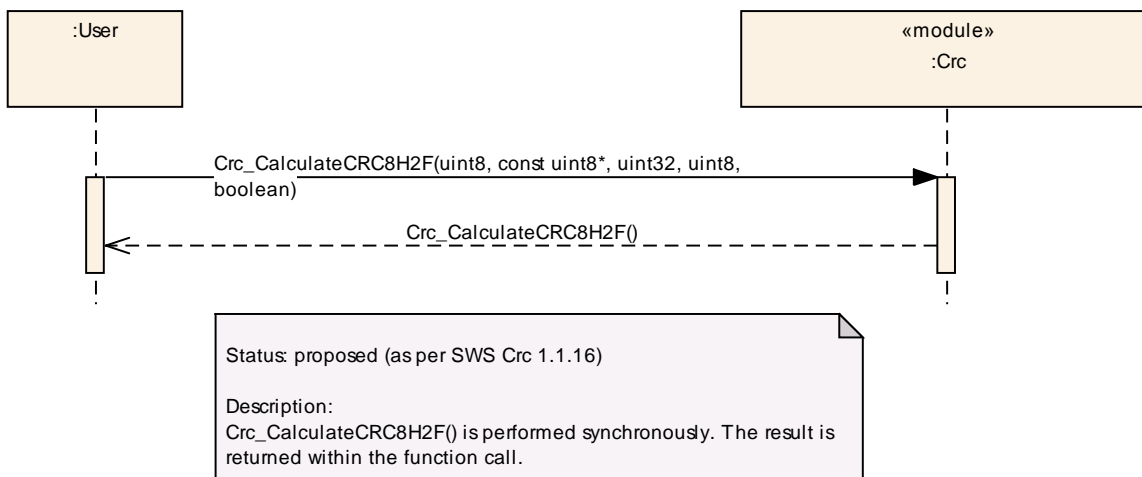 :User
«module»
:Crc
Crc_CalculateCRC8H2F(uint8, const uint8*, uint32, uint8,
boolean)
Crc_CalculateCRC8H2F()
Status: proposed (as per SWS Crc 1.1.16)
Description:
Crc_CalculateCRC8H2F() is performed synchronously. The result is
returned within the function call.